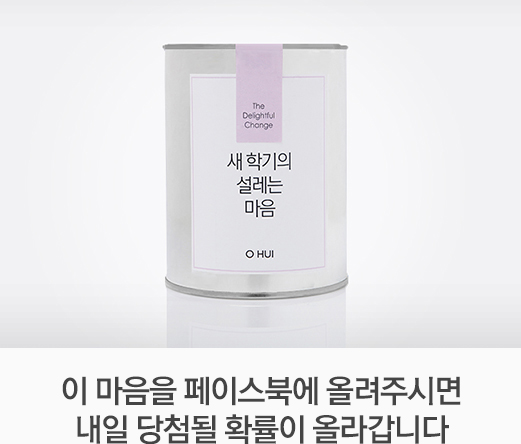 The
Delightful
Change
새 학기의
설레는
마음
O HUI
이 마음을 페이스북에 올려주시면
내일 당첨될 확률이 올라갑니다